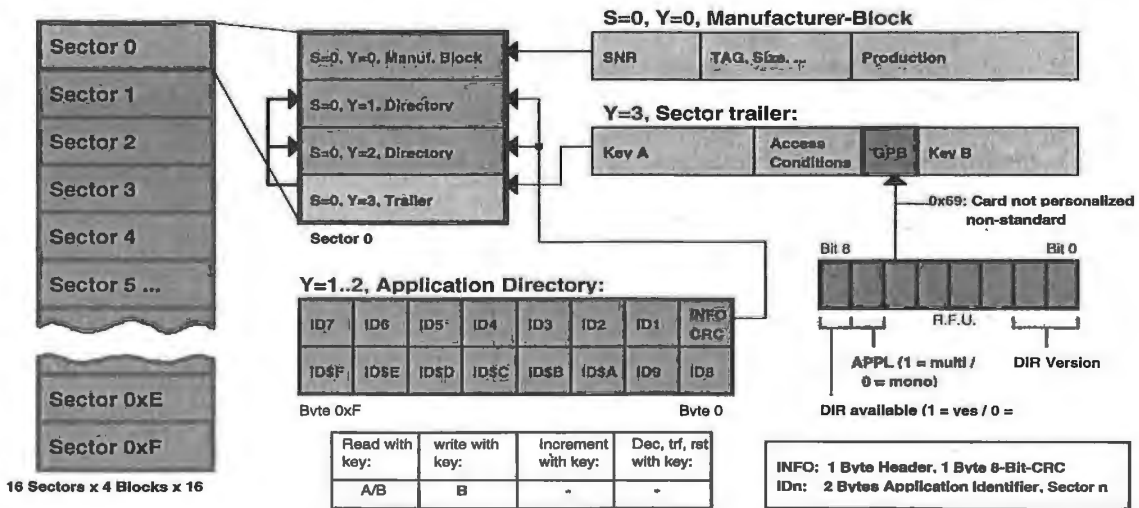 Sector 0
Sector 1
Sector 2
Sector 3
Sector 4
Sector 5 ...
Sector 0xE
Sector 0xF
16 Sectors x 4 Blocks x 16
S=0, Y=0, Manuf. Block
S=0, Y=1, Directory
S=0, Y=2, Directory
S=0, Y=3, Trailer
Sector 0
S=0, Y=0, Manufacturer-Block
SNR TAG, Size, ... Production
Y=3, Sector trailer:
Key A Access Conditions GPB Key B
0x69: Card not personalized
non-standard
Bit 8 Bit 0
R.F.U.
APPL (1 = multi /
0 = mono)
DIR Version
DIR available (1 = yes / 0 =
Y=1..2, Application Directory:
ID7 ID6 ID5 ID4 ID3 ID2 ID1 INFO CRC
ID$F ID$E ID$D ID$C ID$B ID$A ID9 ID8
Byte 0xF Byte 0
Read with key: write with key: Increment with key: Dec, trf, rst with key:
A/B B - -
INFO: 1 Byte Header, 1 Byte 8-Bit-CRC
IDn: 2 Bytes Application Identifier, Sector n